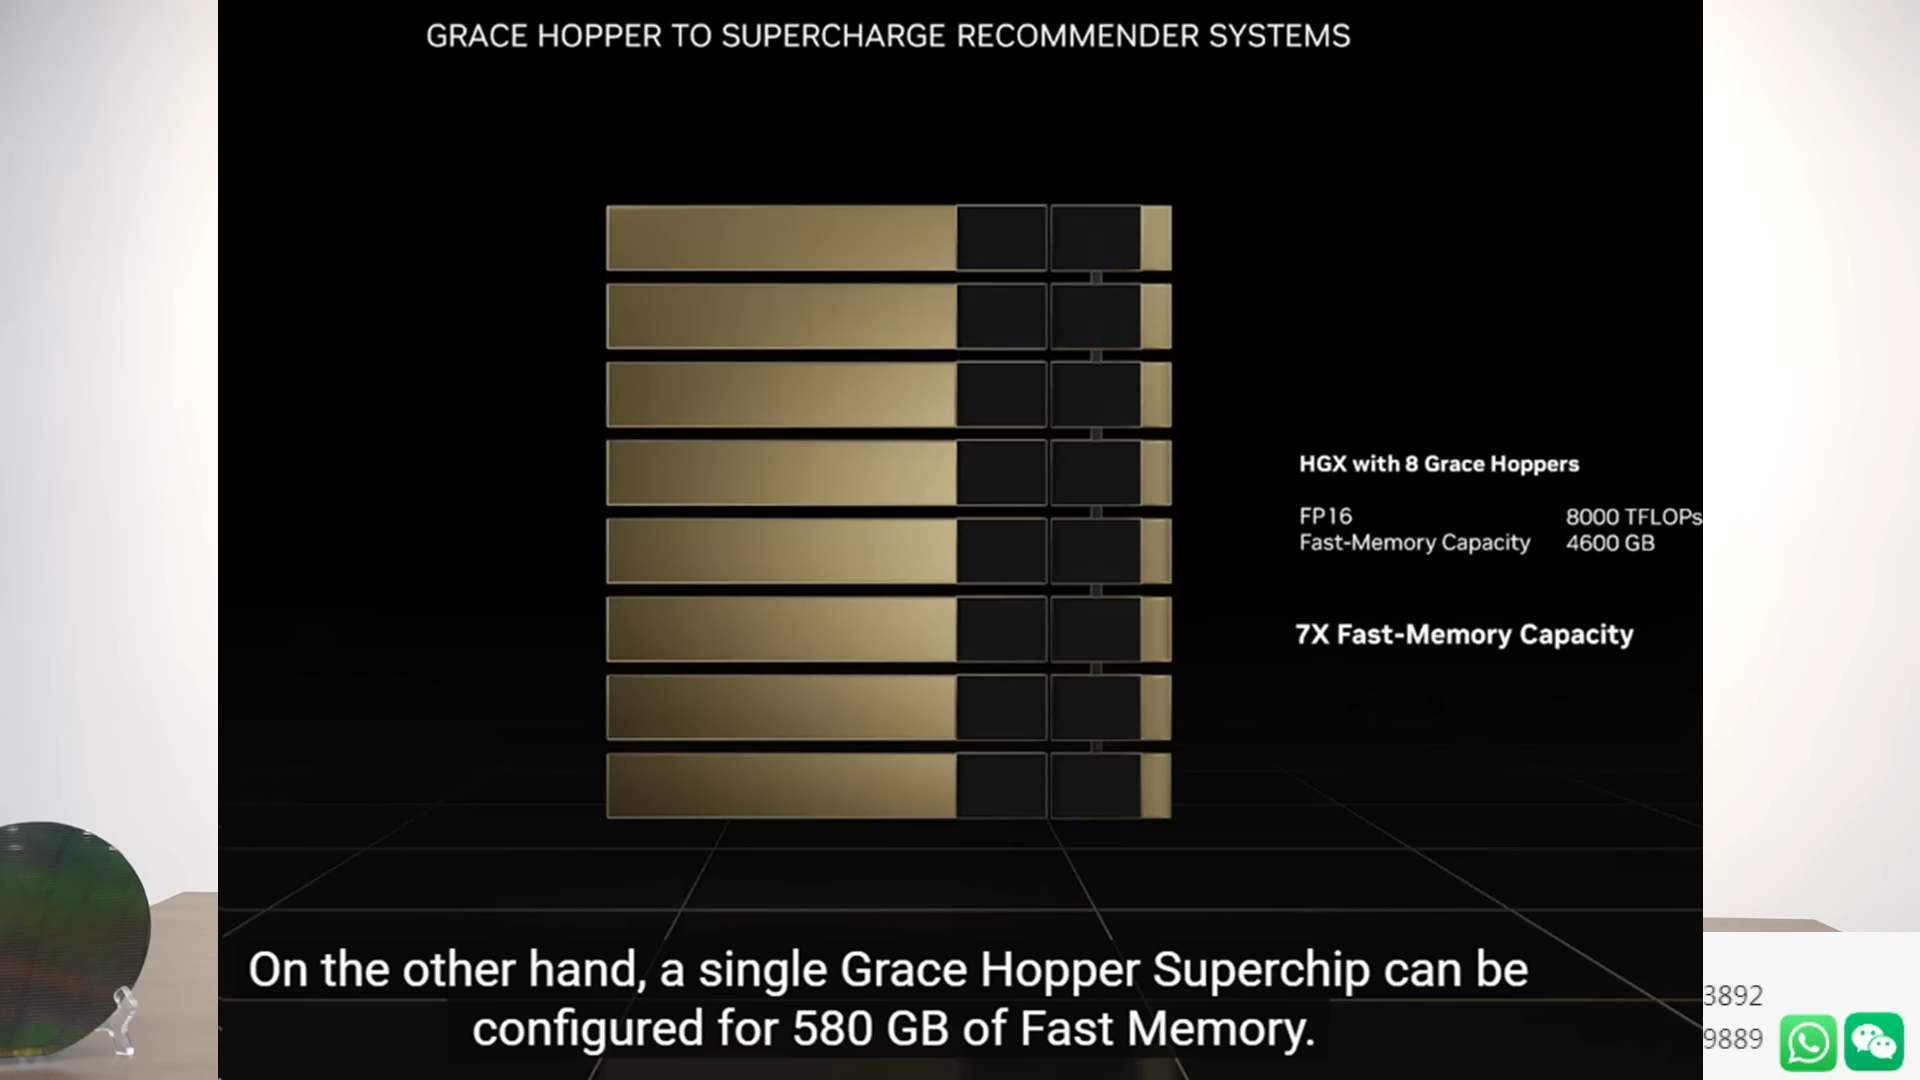 GRACE HOPPER TO SUPERCHARGE RECOMMENDER SYSTEMS
HGX with 8 Grace Hoppers
FP16 8000 TFLOPs
Fast-Memory Capacity 4600 GB
7X Fast-Memory Capacity
On the other hand, a single Grace Hopper Superchip can be
configured for 580 GB of Fast Memory.
3892
9889